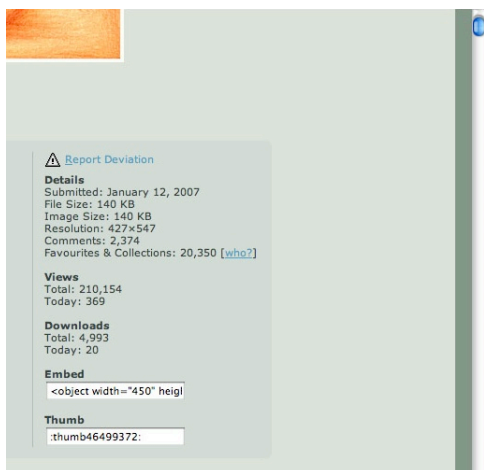 Report Deviation
Details
Submitted: January 12, 2007
File Size: 140 KB
Image Size: 140 KB
Resolution: 427×547
Comments: 2,374
Favourites & Collections: 20,350 [who?]
Views
Total: 210,154
Today: 369
Downloads
Total: 4,993
Today: 20
Embed
<object width="450" heigl
Thumb
:thumb46499372: